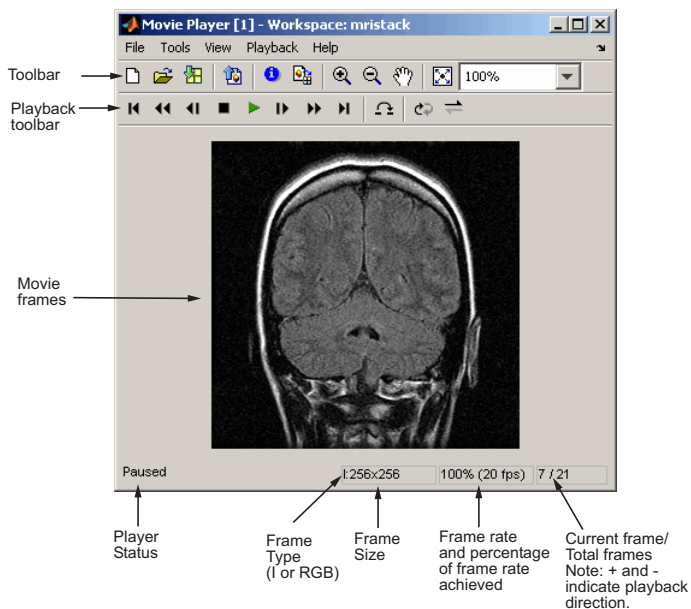 Movie Player [1] - Workspace: mristack
File Tools View Playback Help
Toolbar
100%
Playback
toolbar
Movie
frames
Paused
I:256x256
100% (20 fps)
7 / 21
Player
Status
Frame
Type
(I or RGB)
Frame
Size
Frame rate
and percentage
of frame rate
achieved
Current frame/
Total frames
Note: + and -
indicate playback
direction.